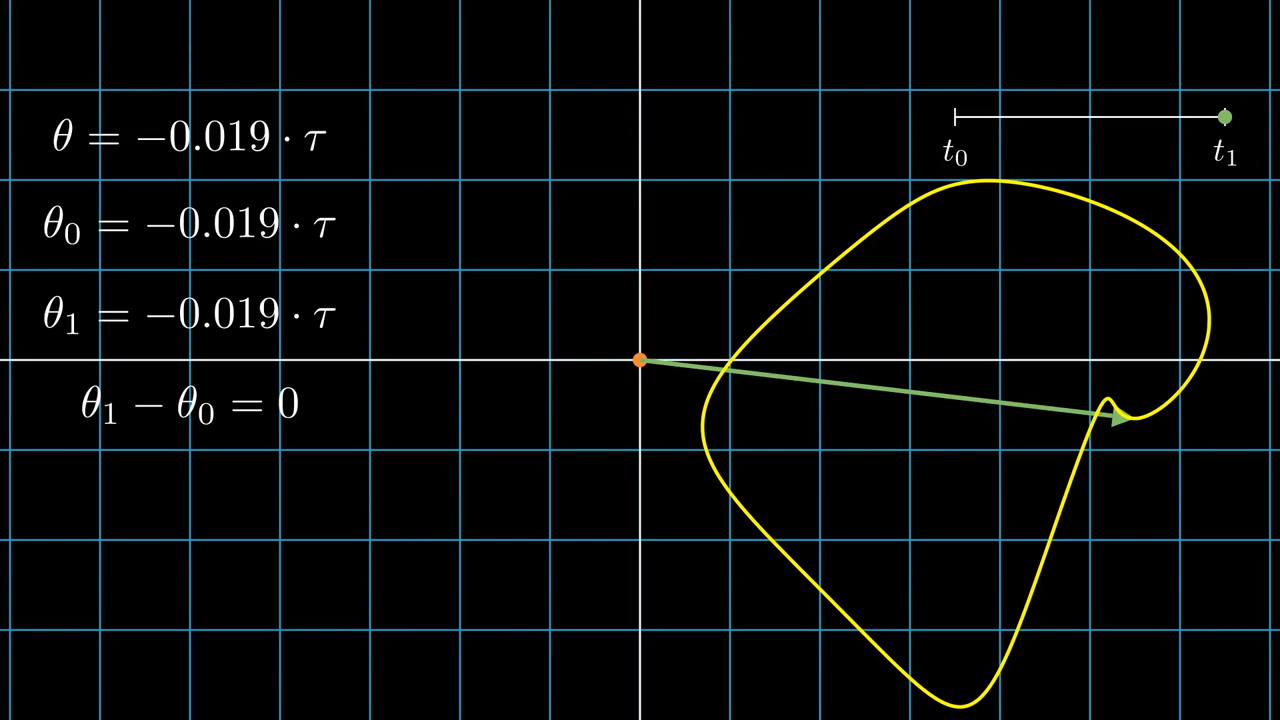 θ = −0.019 · τ
t₀ t₁
θ₀ = −0.019 · τ
θ₁ = −0.019 · τ
θ₁ − θ₀ = 0